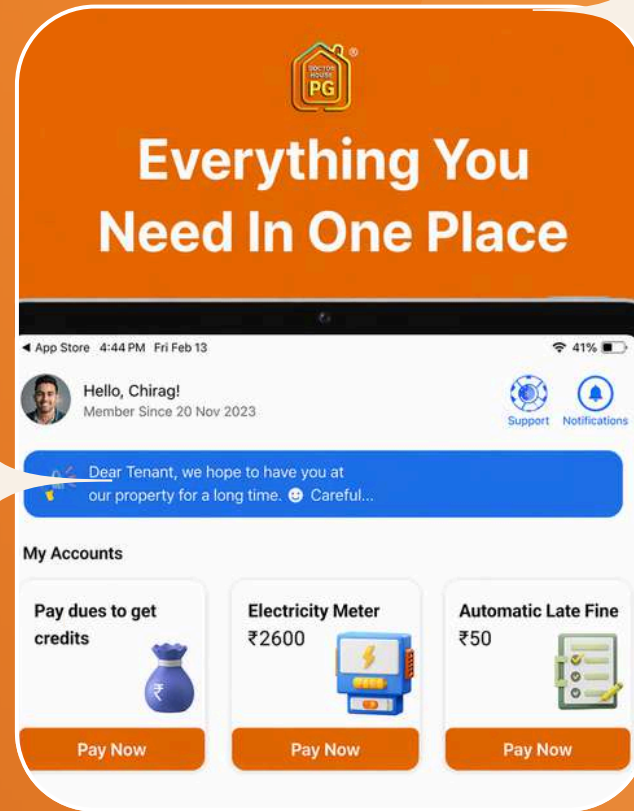 DOCTOR
HOUSE
PG
®
Everything You
Need In One Place
◀ App Store 4:44 PM Fri Feb 13
41%
Hello, Chirag!
Member Since 20 Nov 2023
Support
Notifications
Dear Tenant, we hope to have you at
our property for a long time. 😊 Careful...
My Accounts
Pay dues to get
credits
₹
Pay Now
Electricity Meter
₹2600
Pay Now
Automatic Late Fine
₹50
Pay Now